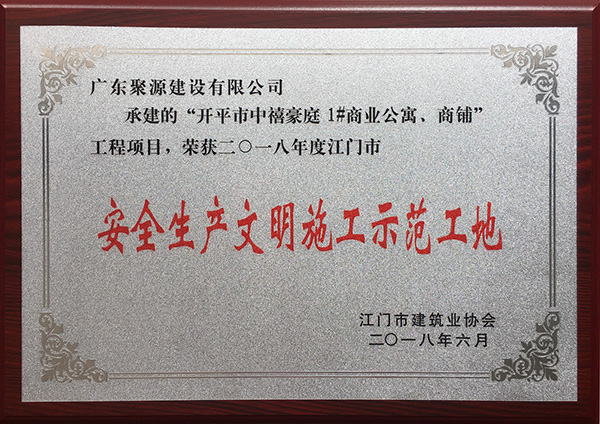 广东聚源建设有限公司
承建的“开平市中禧豪庭 1#商业公寓、商铺”
工程项目，荣获二〇一八年度江门市
安全生产文明施工示范工地
江门市建筑业协会
二〇一八年六月